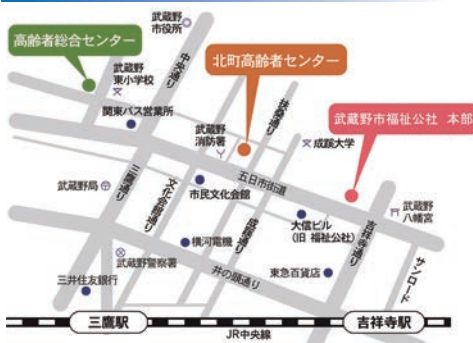 武蔵野
市役所
高齢者総合センター
中央通り
北町高齢者センター
武蔵野
東小学校
関東バス営業所
武蔵野
消防署
扶桑通り
成蹊大学
武蔵野市福祉公社 本部
五日市街道
武蔵野局
三鷹通り
文化会館通り
市民文化会館
成蹊通り
大信ビル
(旧 福祉公社)
吉祥寺通り
武蔵野
八幡宮
横河電機
武蔵野警察署
井の頭通り
東急百貨店
サンロード
三井住友銀行
三鷹駅
JR中央線
吉祥寺駅